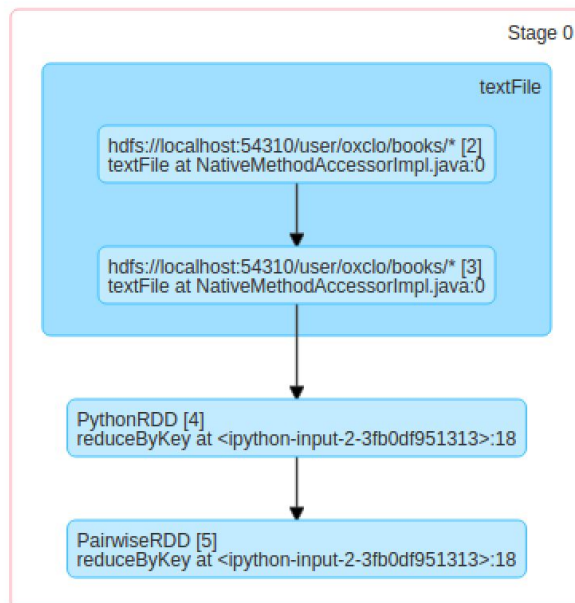 Stage 0
textFile
hdfs://localhost:54310/user/oxclo/books/* [2]
textFile at NativeMethodAccessorImpl.java:0
hdfs://localhost:54310/user/oxclo/books/* [3]
textFile at NativeMethodAccessorImpl.java:0
PythonRDD [4]
reduceByKey at <ipython-input-2-3fb0df951313>:18
PairwiseRDD [5]
reduceByKey at <ipython-input-2-3fb0df951313>:18